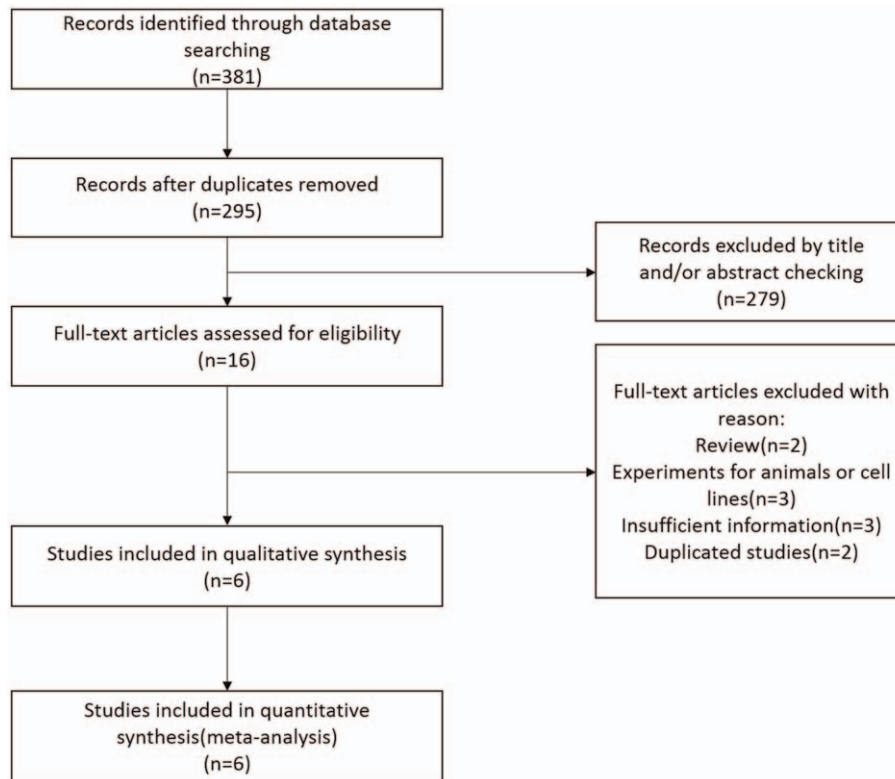 Records identified through database
searching
(n=381)
Records after duplicates removed
(n=295)
Records excluded by title
and/or abstract checking
(n=279)
Full-text articles assessed for eligibility
(n=16)
Full-text articles excluded with
reason:
Review(n=2)
Experiments for animals or cell
lines(n=3)
Insufficient information(n=3)
Duplicated studies(n=2)
Studies included in qualitative synthesis
(n=6)
Studies included in quantitative
synthesis(meta-analysis)
(n=6)